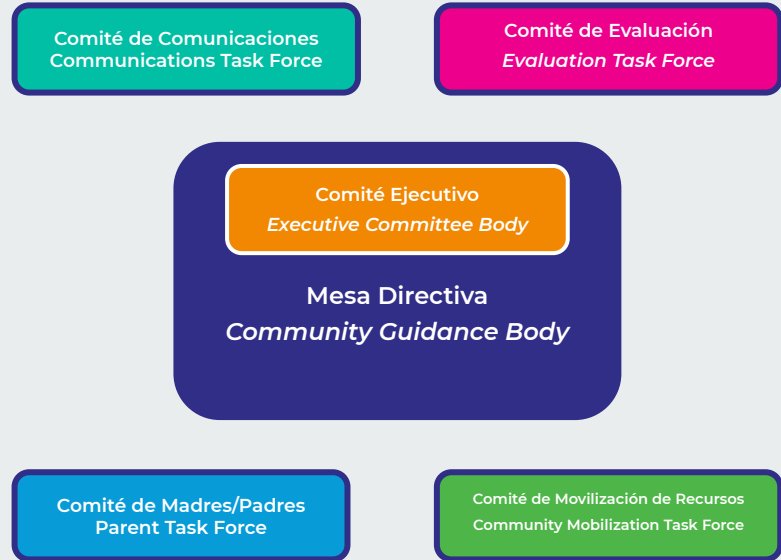 Comité de Comunicaciones
Communications Task Force
Comité de Evaluación
Evaluation Task Force
Comité Ejecutivo
Executive Committee Body
Mesa Directiva
Community Guidance Body
Comité de Madres/Padres
Parent Task Force
Comité de Movilización de Recursos
Community Mobilization Task Force